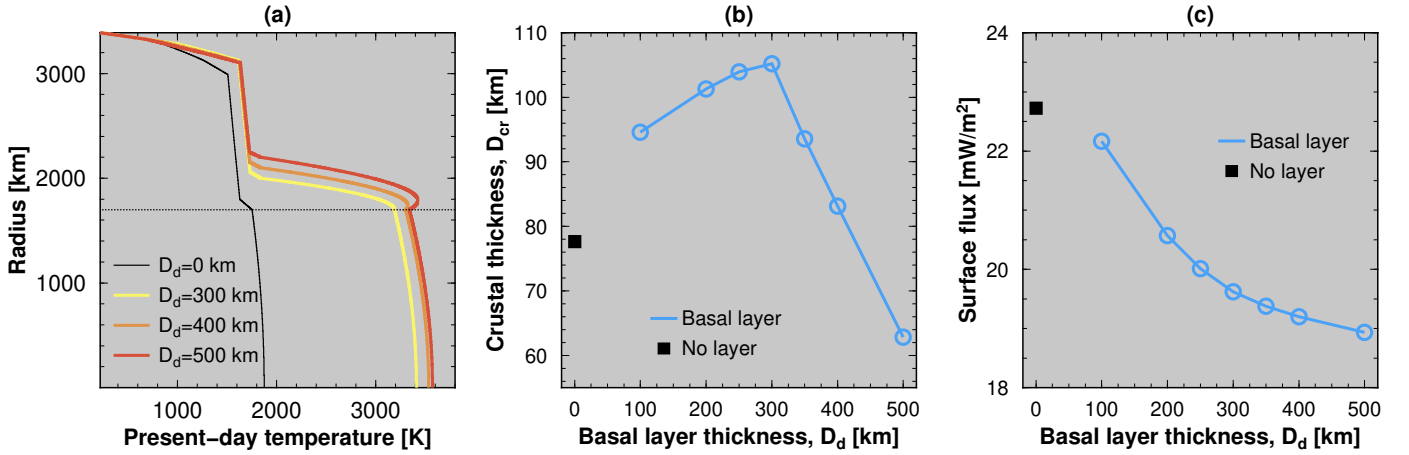 (a)
Radius [km]
3000
2000
1000
D_d=0 km
D_d=300 km
D_d=400 km
D_d=500 km
1000 2000 3000
Present−day temperature [K]
(b)
Crustal thickness, D_cr [km]
110
100
90
80
70
60
Basal layer
No layer
0 100 200 300 400 500
Basal layer thickness, D_d [km]
(c)
Surface flux [mW/m²]
24
22
20
18
Basal layer
No layer
0 100 200 300 400 500
Basal layer thickness, D_d [km]